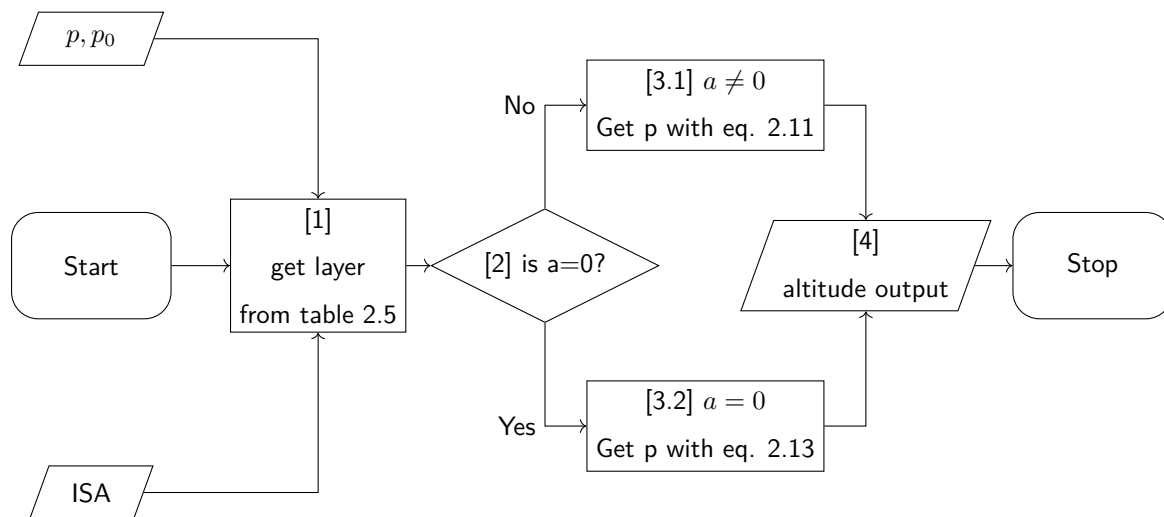 p, p₀
Start
ISA
[1]
get layer
from table 2.5
[2] is a=0?
No
[3.1] a ≠ 0
Get p with eq. 2.11
Yes
[3.2] a = 0
Get p with eq. 2.13
[4]
altitude output
Stop